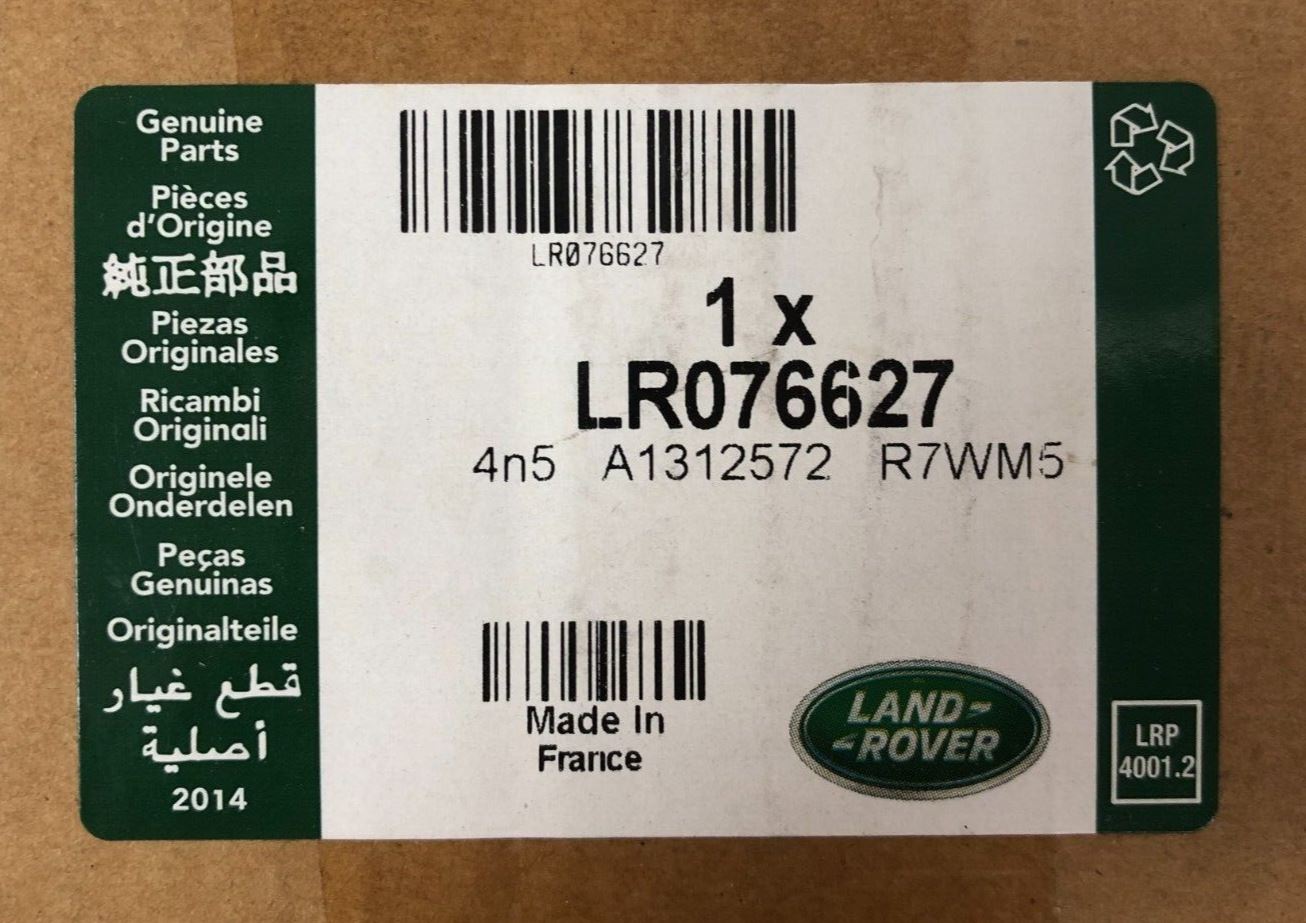 Genuine
Parts
Pièces
d'Origine
純正部品
Piezas
Originales
Ricambi
Originali
Originele
Onderdelen
Peças
Genuinas
Originalteile
قطع غيار
أصلية
2014
LR076627
1 x
LR076627
4n5 A1312572 R7WM5
Made In
France
LAND-
-ROVER
LRP
4001.2